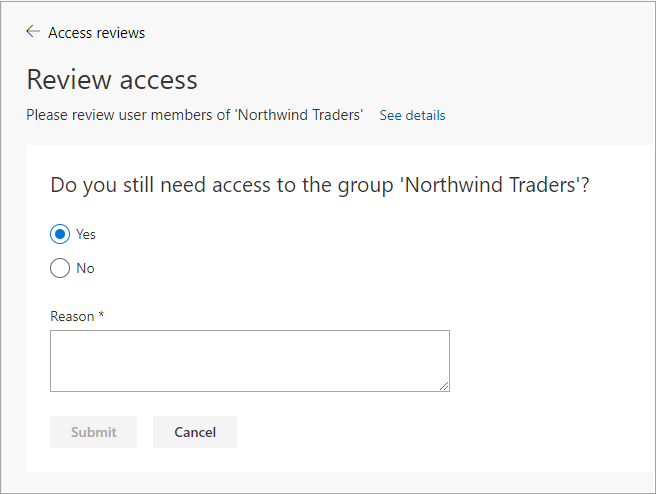 Access reviews
Review access
Please review user members of 'Northwind Traders' See details
Do you still need access to the group 'Northwind Traders'?
Yes
No
Reason *
Submit Cancel